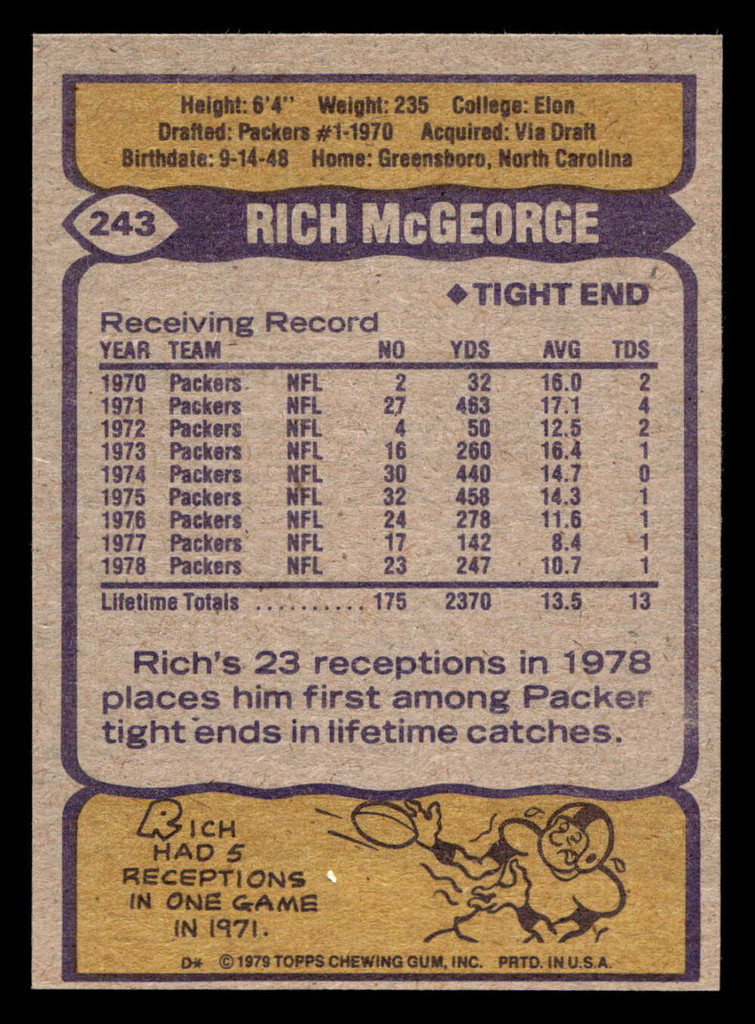 Height: 6'4" Weight: 235 College: Elon
Drafted: Packers #1-1970 Acquired: Via Draft
Birthdate: 9-14-48 Home: Greensboro, North Carolina
243 RICH McGEORGE
◆TIGHT END
Receiving Record
YEAR TEAM NO YDS AVG TDS
1970 Packers NFL 2 32 16.0 2
1971 Packers NFL 27 463 17.1 4
1972 Packers NFL 4 50 12.5 2
1973 Packers NFL 16 260 16.4 1
1974 Packers NFL 30 440 14.7 0
1975 Packers NFL 32 458 14.3 1
1976 Packers NFL 24 278 11.6 1
1977 Packers NFL 17 142 8.4 1
1978 Packers NFL 23 247 10.7 1
Lifetime Totals .......... 175 2370 13.5 13
Rich's 23 receptions in 1978
places him first among Packer
tight ends in lifetime catches.
RICH
HAD 5
RECEPTIONS
IN ONE GAME
IN 1971.
D* © 1979 TOPPS CHEWING GUM, INC. PRTD. IN U.S.A.